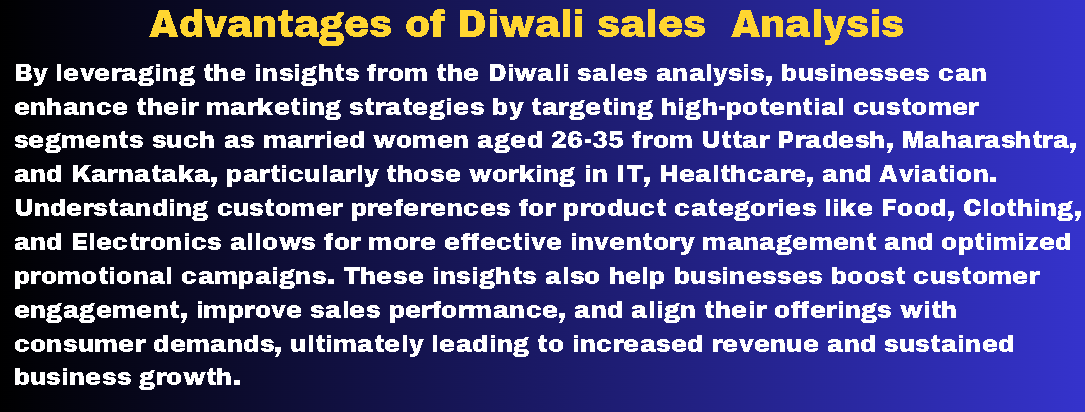 Advantages of Diwali sales  Analysis
By leveraging the insights from the Diwali sales analysis, businesses can
enhance their marketing strategies by targeting high-potential customer
segments such as married women aged 26-35 from Uttar Pradesh, Maharashtra,
and Karnataka, particularly those working in IT, Healthcare, and Aviation.
Understanding customer preferences for product categories like Food, Clothing,
and Electronics allows for more effective inventory management and optimized
promotional campaigns. These insights also help businesses boost customer
engagement, improve sales performance, and align their offerings with
consumer demands, ultimately leading to increased revenue and sustained
business growth.